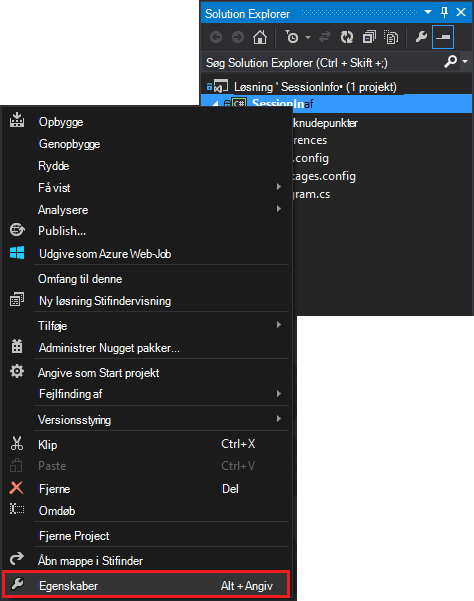 Solution Explorer
Søg Solution Explorer (Ctrl + Skift +;)
Løsning ' SessionInfo• (1 projekt)
C# SessionInaf
knudepunkter
rences
.config
ages.config
gram.cs
Opbygge
Genopbygge
Rydde
Få vist
Analysere
Publish...
Udgive som Azure Web-Job
Omfang til denne
Ny løsning Stifindervisning
Tilføje
Administrer Nugget pakker...
Angive som Start projekt
Fejlfinding af
Versionsstyring
Klip Ctrl+X
Paste Ctrl+V
Fjerne Del
Omdøb
Fjerne Project
Åbn mappe i Stifinder
Egenskaber Alt + Angiv